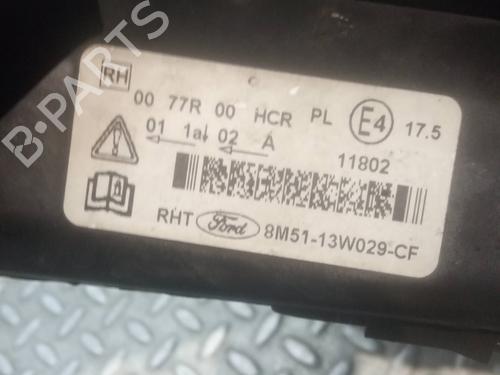 RH
00 77R 00 HCR PL E4 17.5
01 1a 02 A
11802
RHT Ford 8M51-13W029-CF
B-PARTS